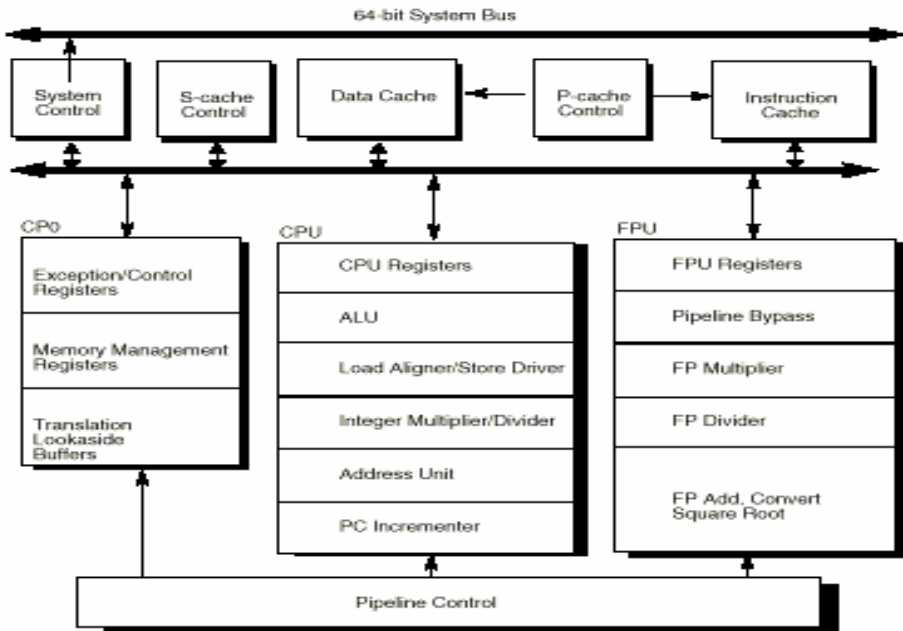 64-bit System Bus
System
Control
S-cache
Control
Data Cache
P-cache
Control
Instruction
Cache
CP0
Exception/Control
Registers
Memory Management
Registers
Translation
Lookaside
Buffers
CPU
CPU Registers
ALU
Load Aligner/Store Driver
Integer Multiplier/Divider
Address Unit
PC Incrementer
FPU
FPU Registers
Pipeline Bypass
FP Multiplier
FP Divider
FP Add, Convert
Square Root
Pipeline Control